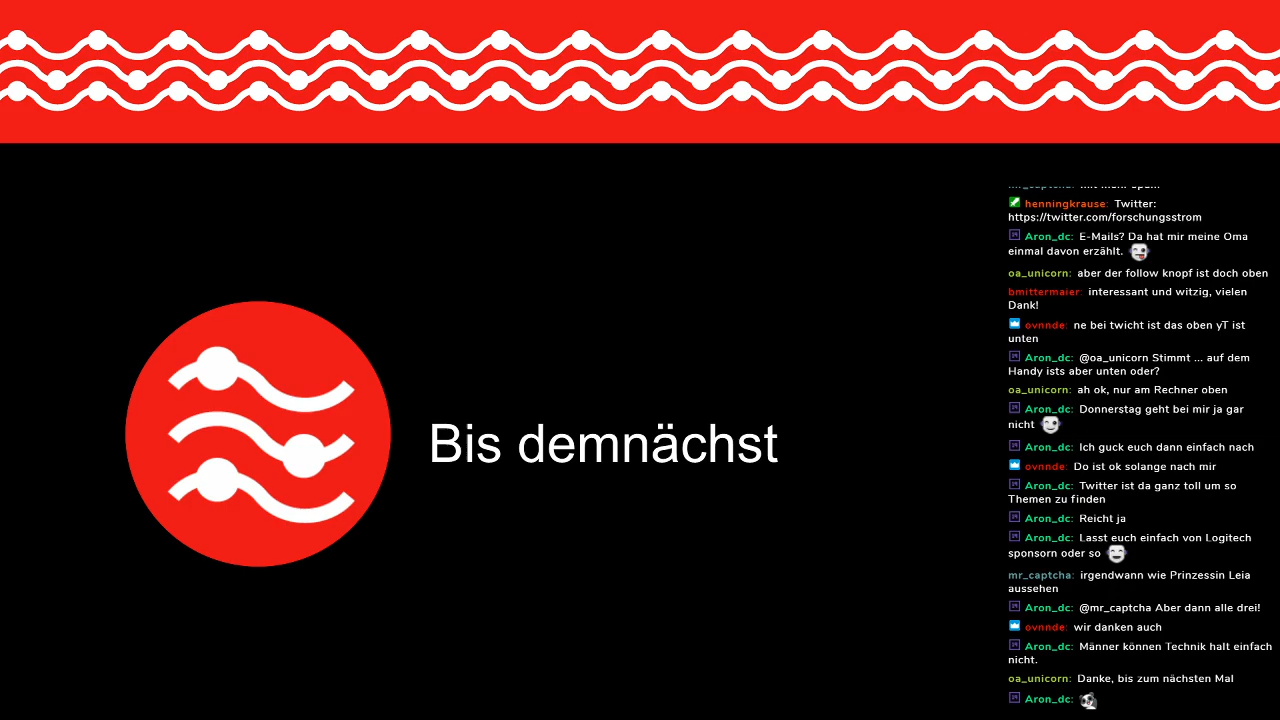 Bis demnächst
henningkrause: Twitter:
https://twitter.com/forschungsstrom
Aron_dc: E-Mails? Da hat mir meine Oma
einmal davon erzählt.
oa_unicorn: aber der follow knopf ist doch oben
bmittermaier: interessant und witzig, vielen
Dank!
ovnnde: ne bei twicht ist das oben yT ist
unten
Aron_dc: @oa_unicorn Stimmt ... auf dem
Handy ists aber unten oder?
oa_unicorn: ah ok, nur am Rechner oben
Aron_dc: Donnerstag geht bei mir ja gar
nicht
Aron_dc: Ich guck euch dann einfach nach
ovnnde: Do ist ok solange nach mir
Aron_dc: Twitter ist da ganz toll um so
Themen zu finden
Aron_dc: Reicht ja
Aron_dc: Lasst euch einfach von Logitech
sponsorn oder so
mr_captcha: irgendwann wie Prinzessin Leia
aussehen
Aron_dc: @mr_captcha Aber dann alle drei!
ovnnde: wir danken auch
Aron_dc: Männer können Technik halt einfach
nicht.
oa_unicorn: Danke, bis zum nächsten Mal
Aron_dc: